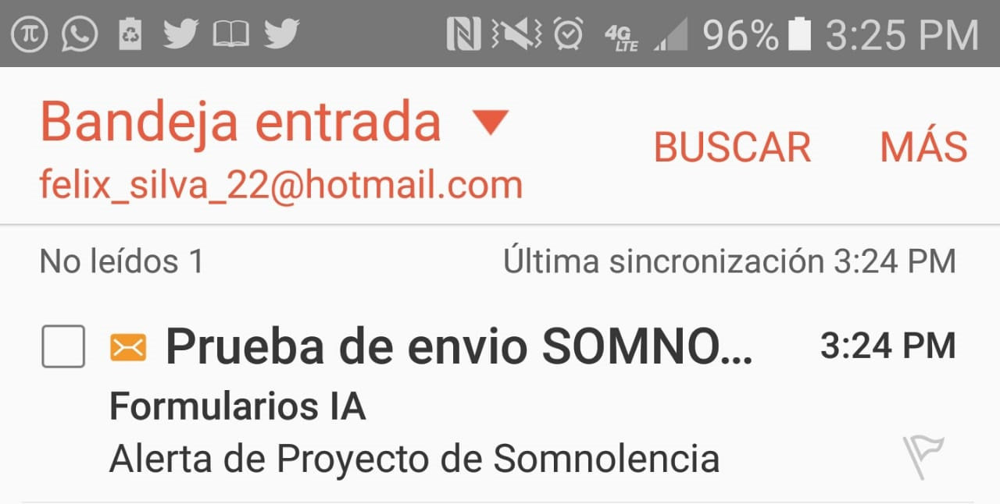 4G LTE 96% 3:25 PM
Bandeja entrada
BUSCAR MÁS
felix_silva_22@hotmail.com
No leídos 1 Última sincronización 3:24 PM
Prueba de envio SOMNO... 3:24 PM
Formularios IA
Alerta de Proyecto de Somnolencia